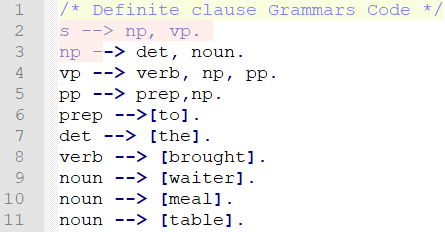 1 /* Definite clause Grammars Code */
2 s --> np, vp.
3 np --> det, noun.
4 vp --> verb, np, pp.
5 pp --> prep,np.
6 prep -->[to].
7 det --> [the].
8 verb --> [brought].
9 noun --> [waiter].
10 noun --> [meal].
11 noun --> [table].